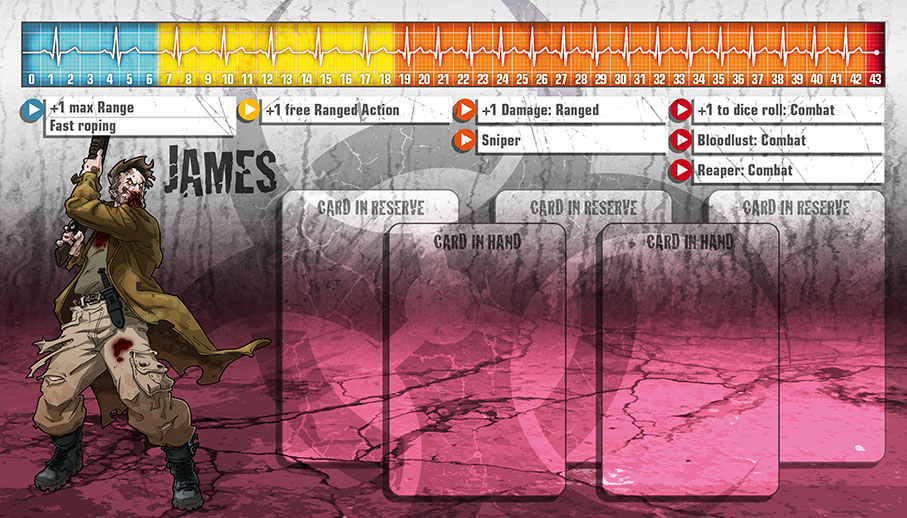 0 1 2 3 4 5 6 7 8 9 10 11 12 13 14 15 16 17 18 19 20 21 22 23 24 25 26 27 28 29 30 31 32 33 34 35 36 37 38 39 40 41 42 43
+1 max Range
Fast roping
+1 free Ranged Action
+1 Damage: Ranged
Sniper
+1 to dice roll: Combat
Bloodlust: Combat
Reaper: Combat
JAMES
CARD IN RESERVE
CARD IN RESERVE
CARD IN RESERVE
CARD IN HAND
CARD IN HAND